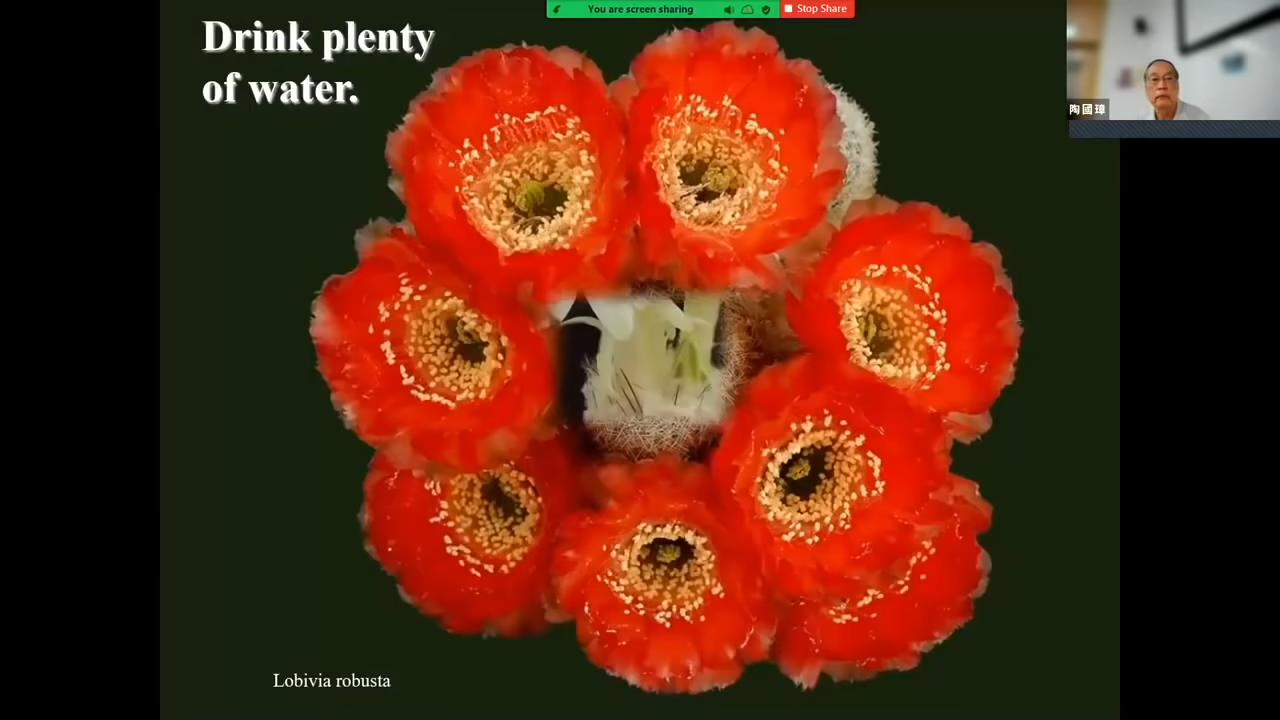 You are screen sharing
Stop Share
Drink plenty
of water.
陶國璋
Lobivia robusta